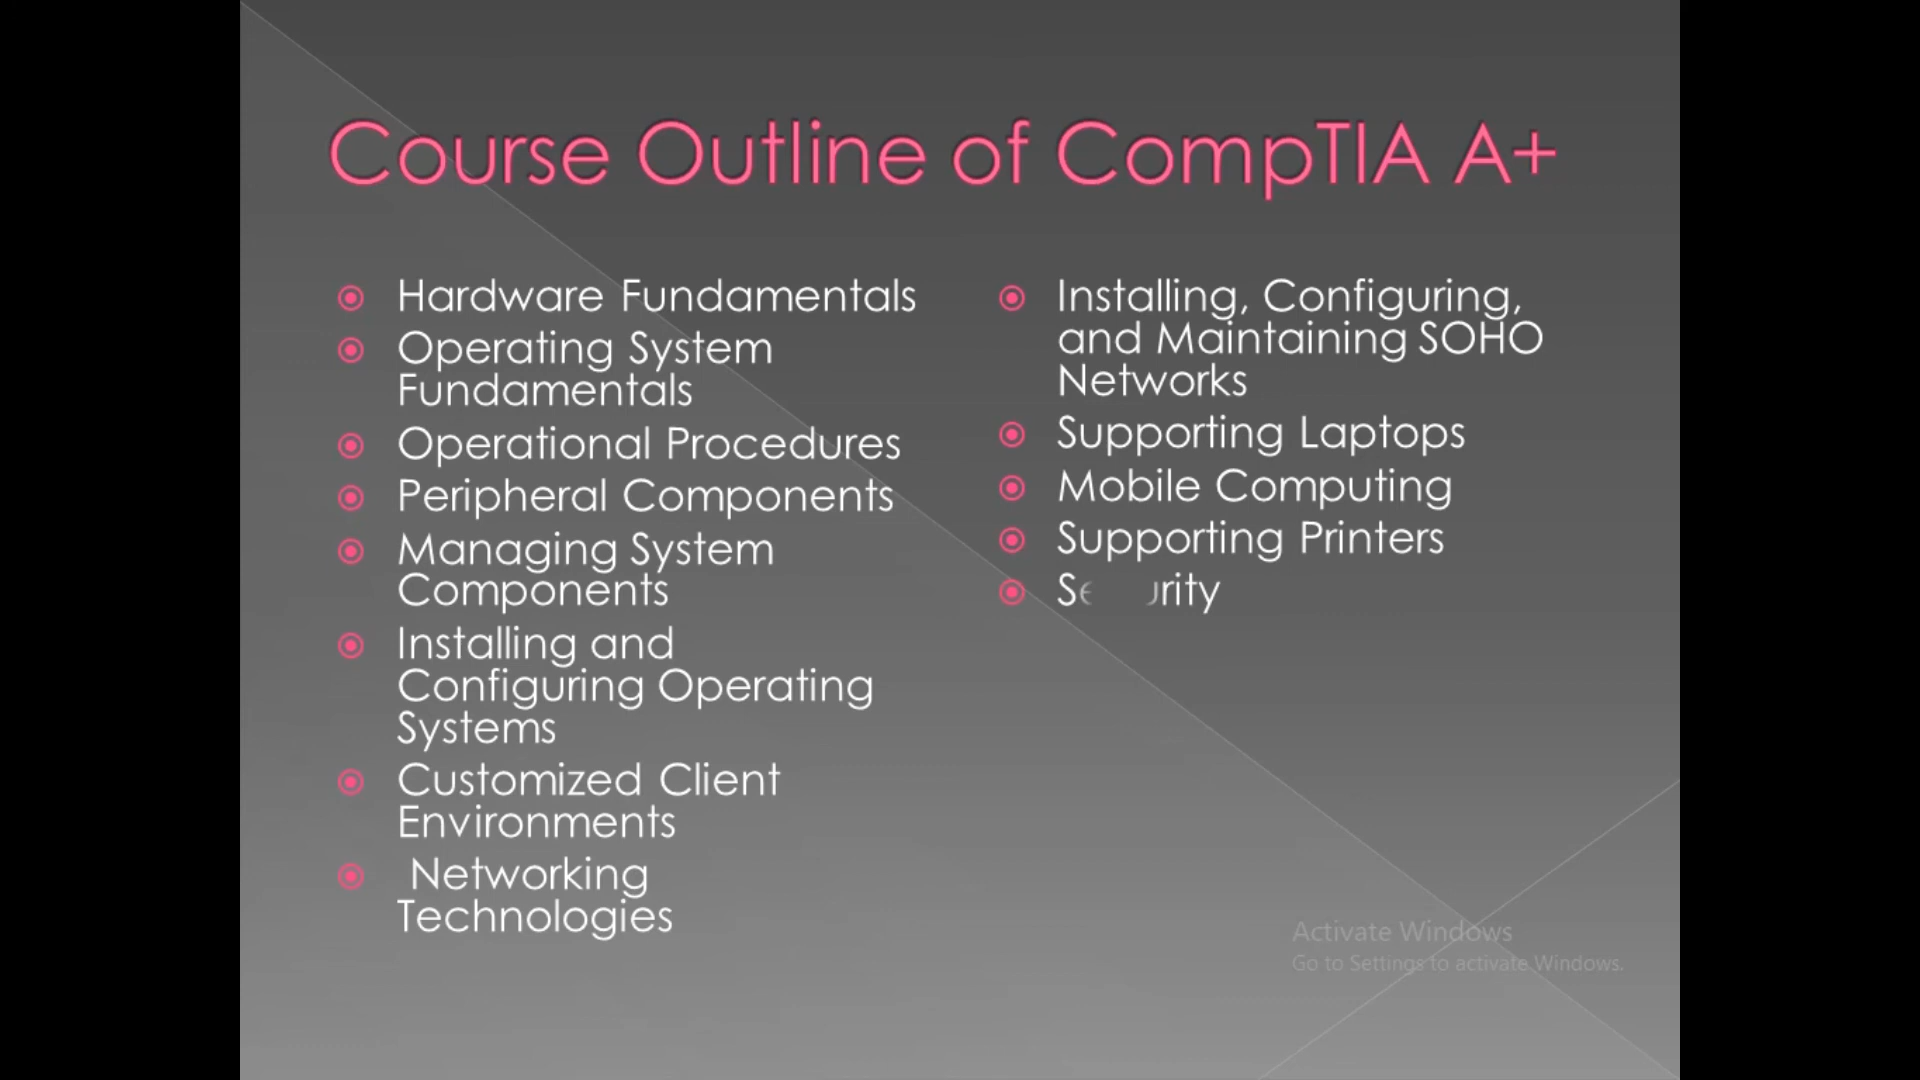 Course Outline of CompTIA A+
Hardware Fundamentals
Operating System
Fundamentals
Operational Procedures
Peripheral Components
Managing System
Components
Installing and
Configuring Operating
Systems
Customized Client
Environments
Networking
Technologies
Installing, Configuring,
and Maintaining SOHO
Networks
Supporting Laptops
Mobile Computing
Supporting Printers
Activate Windows
Go to Settings to activate Windows.